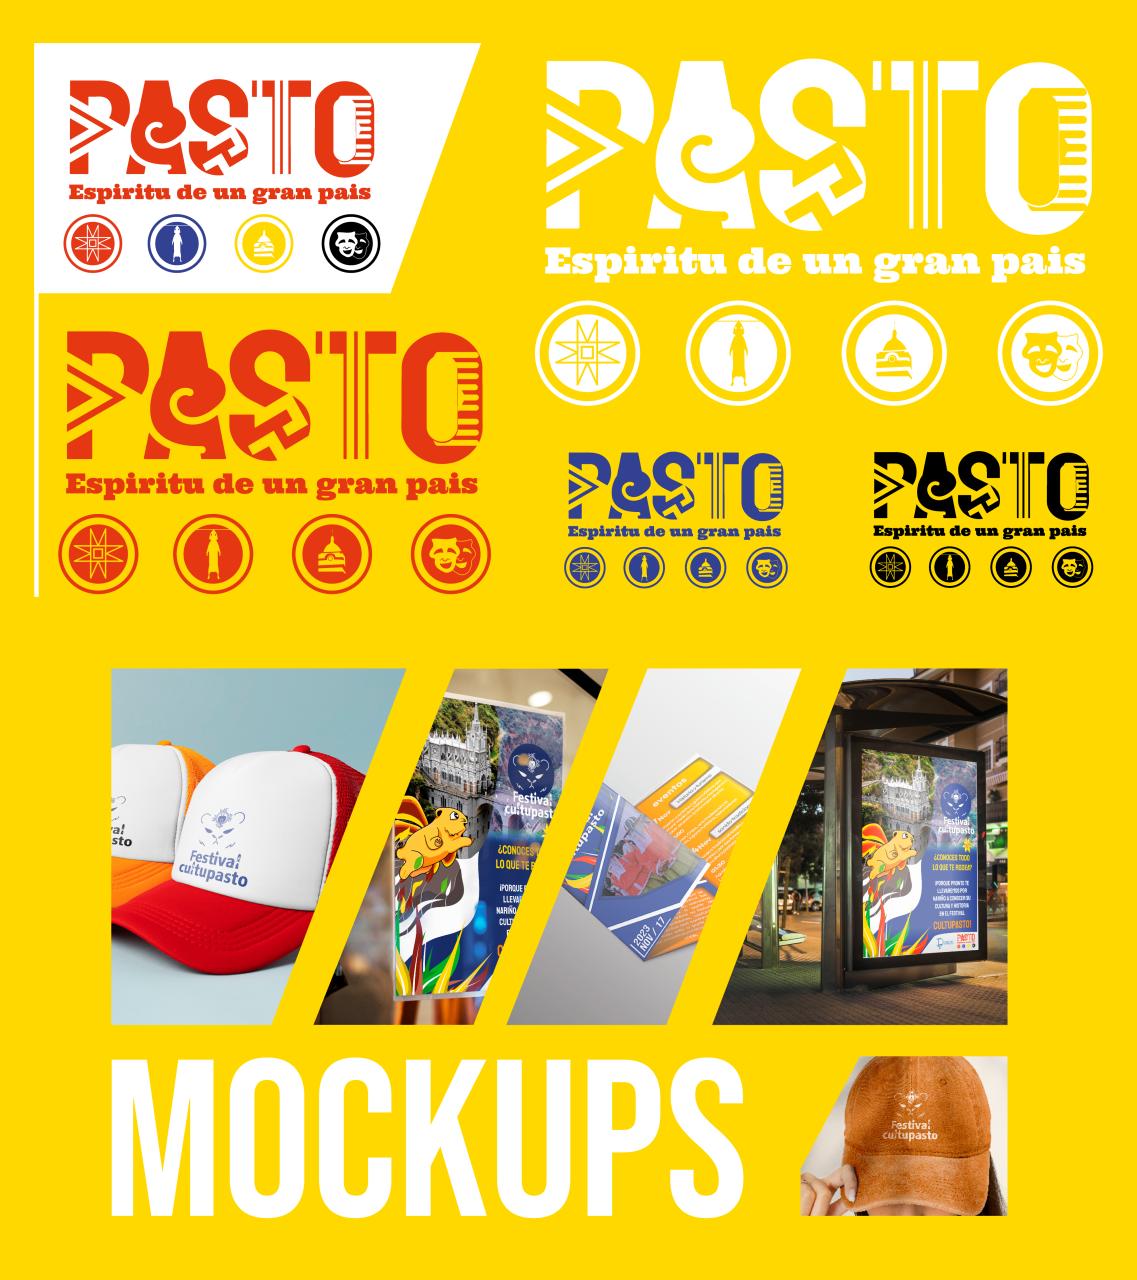 PASTO
Espiritu de un gran pais
PASTO
Espiritu de un gran pais
PASTO
Espiritu de un gran pais
PASTO
Espiritu de un gran pais
PASTO
Espiritu de un gran pais
Festival
cultupasto
Festival
cultupasto
¿CONOCES
LO QUE TE
¡PORQUE
eventos
Nov
2023
NOV / 17
Festival
cultupasto
¿CONOCES TODO
LO QUE TE RODEA?
¡PORQUE PRONTO TE
LLEVAREMOS POR
NARIÑO A CONOCER SU
CULTURA Y HISTORIA
EN EL FESTIVAL
CULTUPASTO!
PASTO
MOCKUPS
Festival
cultupasto